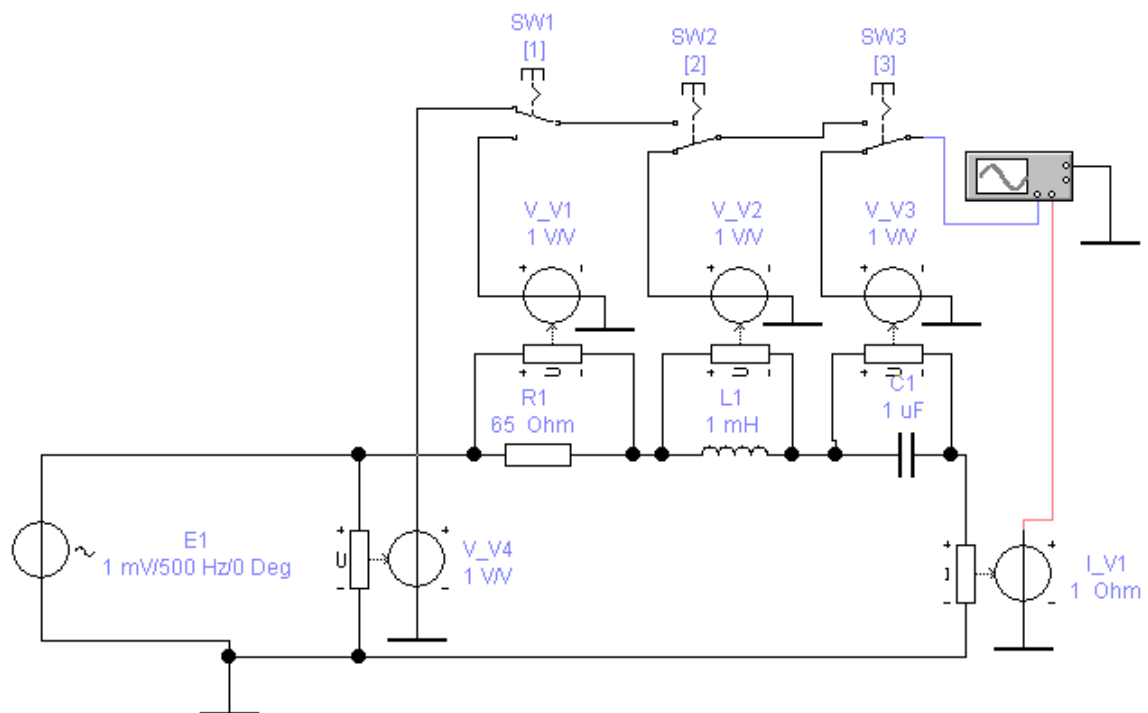 SW1
[1]
SW2
[2]
SW3
[3]
V_V1
1 V/V
V_V2
1 V/V
V_V3
1 V/V
+ -
+ -
+ -
+ U -
+ U -
+ U -
R1
65 Ohm
L1
1 mH
C1
1 uF
E1
1 mV/500 Hz/0 Deg
+
U
-
V_V4
1 V/V
+
-
+
I
-
I_V1
1 Ohm
+
-